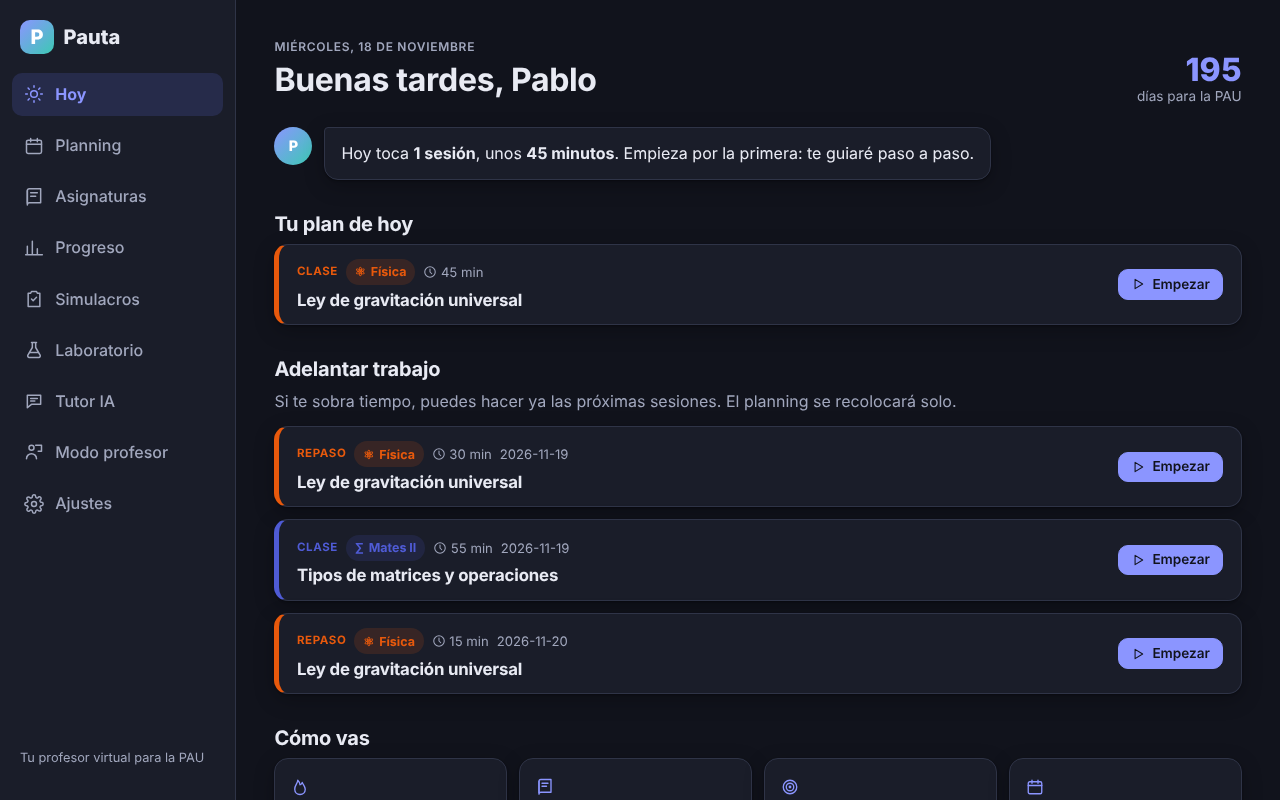 P Pauta
Hoy
Planning
Asignaturas
Progreso
Simulacros
Laboratorio
Tutor IA
Modo profesor
Ajustes
Tu profesor virtual para la PAU
MIÉRCOLES, 18 DE NOVIEMBRE
Buenas tardes, Pablo
195
días para la PAU
P
Hoy toca 1 sesión, unos 45 minutos. Empieza por la primera: te guiaré paso a paso.
Tu plan de hoy
CLASE Física 45 min
Ley de gravitación universal
Empezar
Adelantar trabajo
Si te sobra tiempo, puedes hacer ya las próximas sesiones. El planning se recolocará solo.
REPASO Física 30 min 2026-11-19
Ley de gravitación universal
Empezar
CLASE ∑ Mates II 55 min 2026-11-19
Tipos de matrices y operaciones
Empezar
REPASO Física 15 min 2026-11-20
Ley de gravitación universal
Empezar
Cómo vas